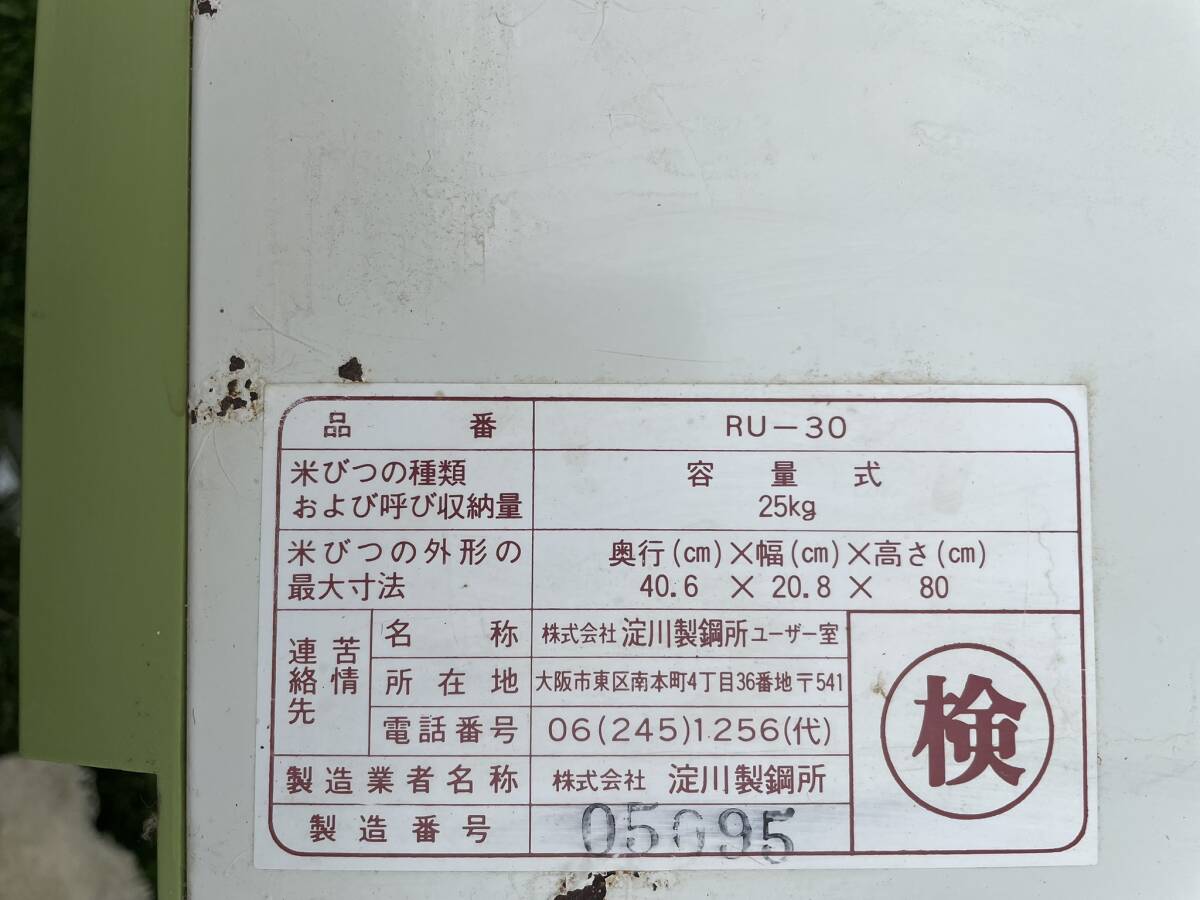 品番 RU-30
米びつの種類 容量式
および呼び収納量 25kg
米びつの外形の 奥行(cm)×幅(cm)×高さ(cm)
最大寸法 40.6 × 20.8 × 80
苦情
連絡先
名称 株式会社 淀川製鋼所 ユーザー室
所在地 大阪市東区南本町4丁目36番地〒541
電話番号 06(245)1256(代)
検
製造業者名称 株式会社 淀川製鋼所
製造番号 05095